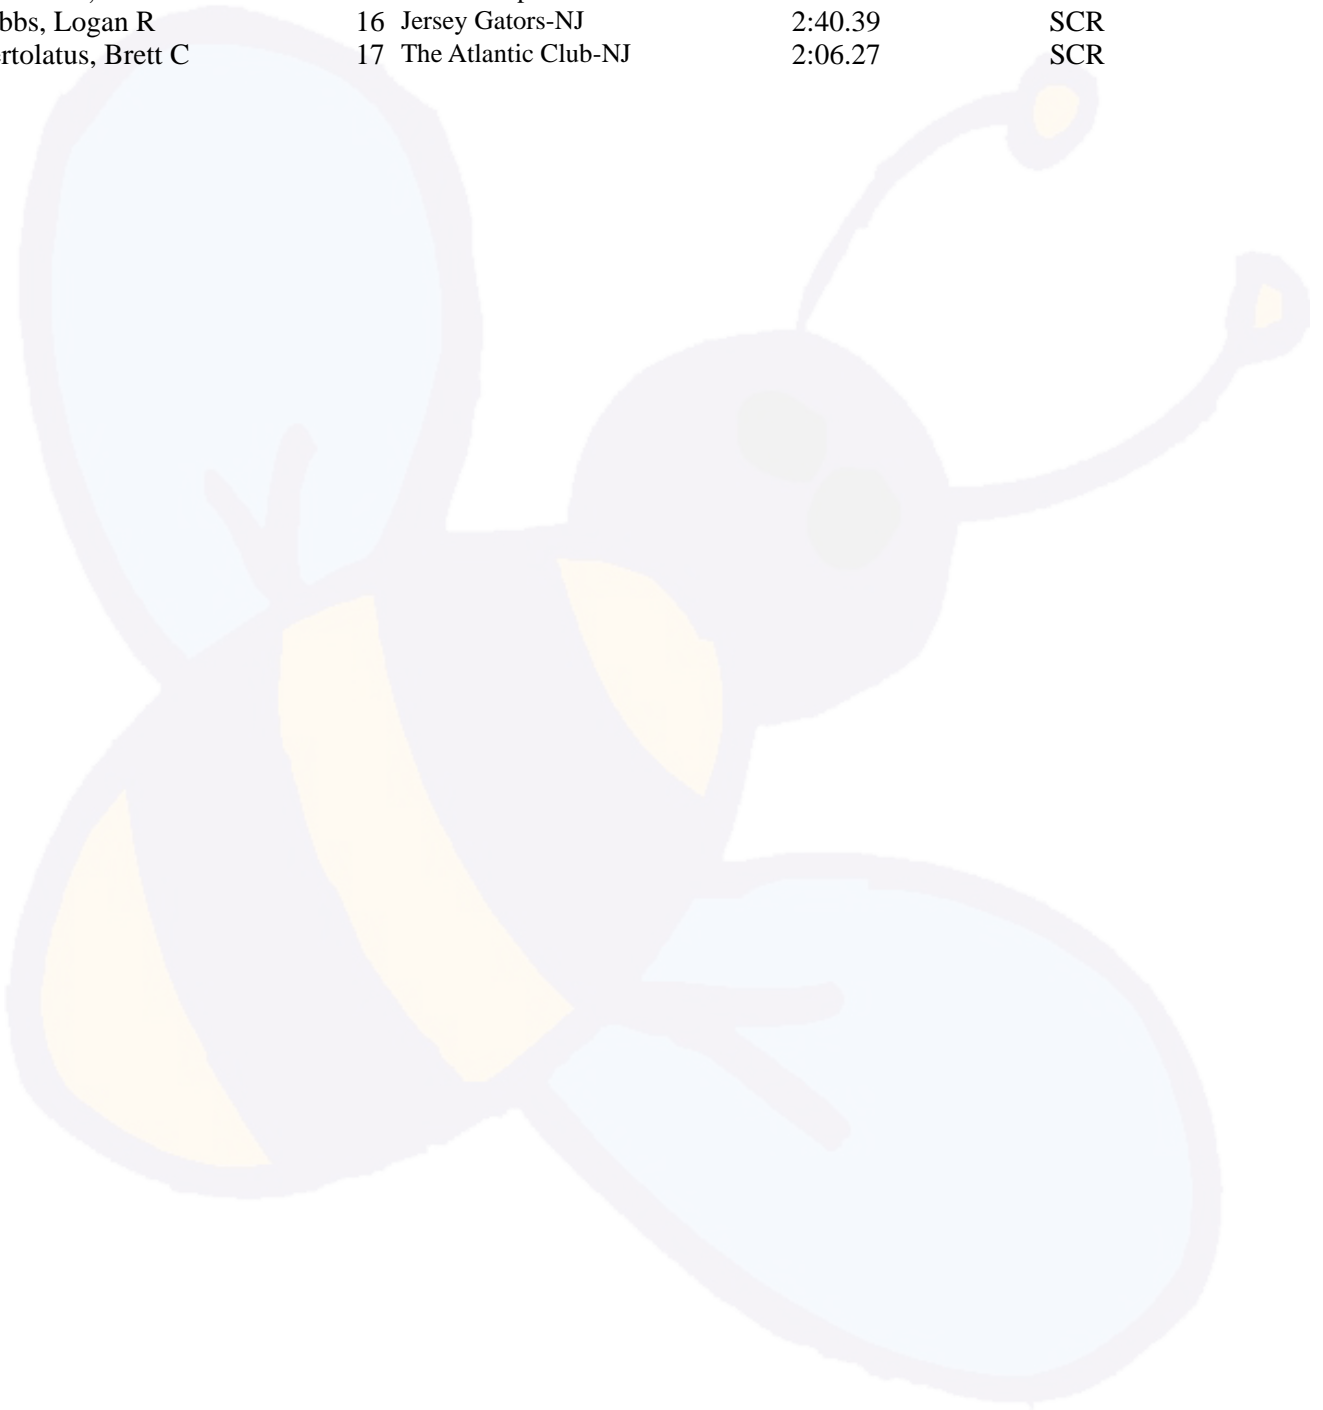 bbs, Logan R 16 Jersey Gators-NJ 2:40.39 SCR
ertolatus, Brett C 17 The Atlantic Club-NJ 2:06.27 SCR